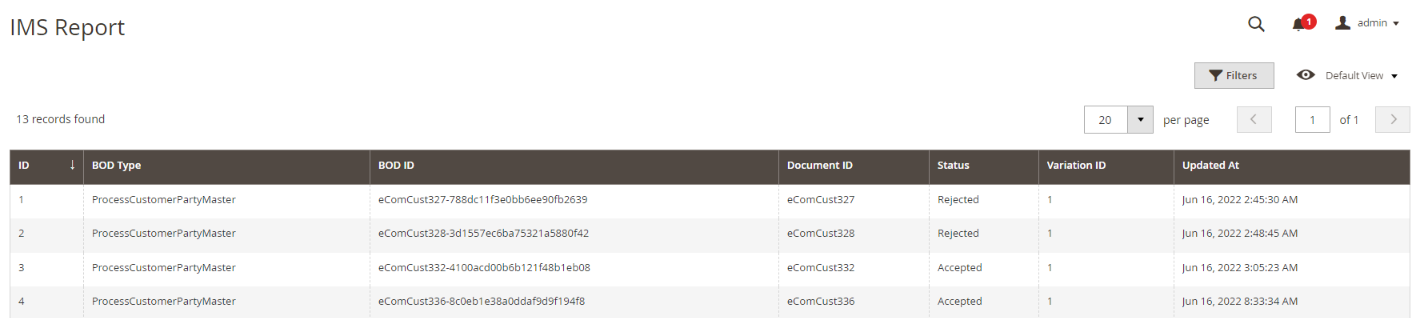 IMS Report
1
admin
Filters
Default View
13 records found
20 per page 1 of 1
ID ↓ BOD Type BOD ID Document ID Status Variation ID Updated At
1 ProcessCustomerPartyMaster eComCust327-788dc11f3e0bb6ee90fb2639 eComCust327 Rejected 1 Jun 16, 2022 2:45:30 AM
2 ProcessCustomerPartyMaster eComCust328-3d1557ec6ba75321a5880f42 eComCust328 Rejected 1 Jun 16, 2022 2:48:45 AM
3 ProcessCustomerPartyMaster eComCust332-4100acd00b6b121f48b1eb08 eComCust332 Accepted 1 Jun 16, 2022 3:05:23 AM
4 ProcessCustomerPartyMaster eComCust336-8c0eb1e38a0ddaf9d9f194f8 eComCust336 Accepted 1 Jun 16, 2022 8:33:34 AM